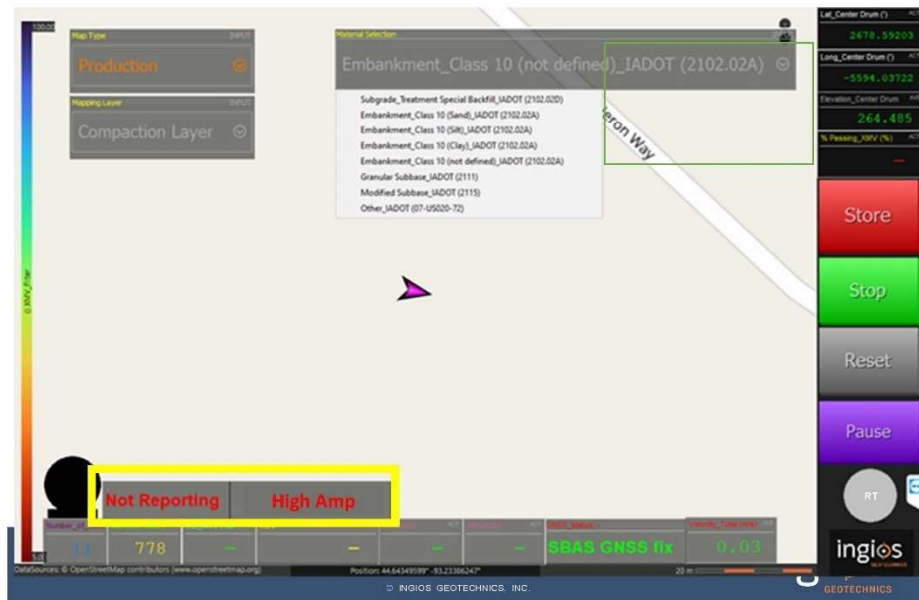 100.00
Map Type INPUT
Production
Mapping Layer INPUT
Compaction Layer
Material Selection
Embankment_Class 10 (not defined)_IADOT (2102.02A)
Subgrade_Treatment Special Backfill_IADOT (2102.02D)
Embankment_Class 10 (Sand)_IADOT (2102.02A)
Embankment_Class 10 (Silt)_IADOT (2102.02A)
Embankment_Class 10 (Clay)_IADOT (2102.02A)
Embankment_Class 10 (not defined)_IADOT (2102.02A)
Granular Subbase_IADOT (2111)
Modified Subbase_IADOT (2115)
Other_IADOT (07-US020-72)
eron Way
Lat_Center Drum (')
2678.59203
Long_Center Drum (')
-5594.03722
Elevation_Center Drum
264.485
% Passing_XMV (%)
Store
Stop
Reset
Pause
RT
ingios
GEOTECHNICS
Not Reporting High Amp
778
SBAS GNSS fix
Velocity_Total (m/s)
0.03
DataSources: © OpenStreetMap contributors (www.openstreetmap.org)
Position: 44.64349599° -93.23386247°
20 m
© INGIOS GEOTECHNICS, INC.
GEOTECHNICS